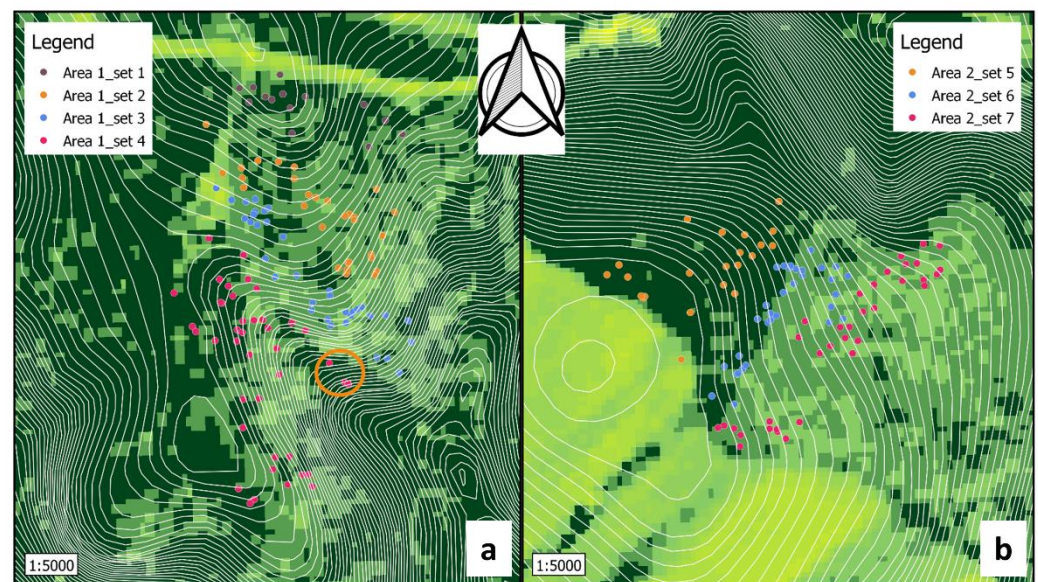 Legend
Area 1_set 1
Area 1_set 2
Area 1_set 3
Area 1_set 4
1:5000
a
Legend
Area 2_set 5
Area 2_set 6
Area 2_set 7
1:5000
b